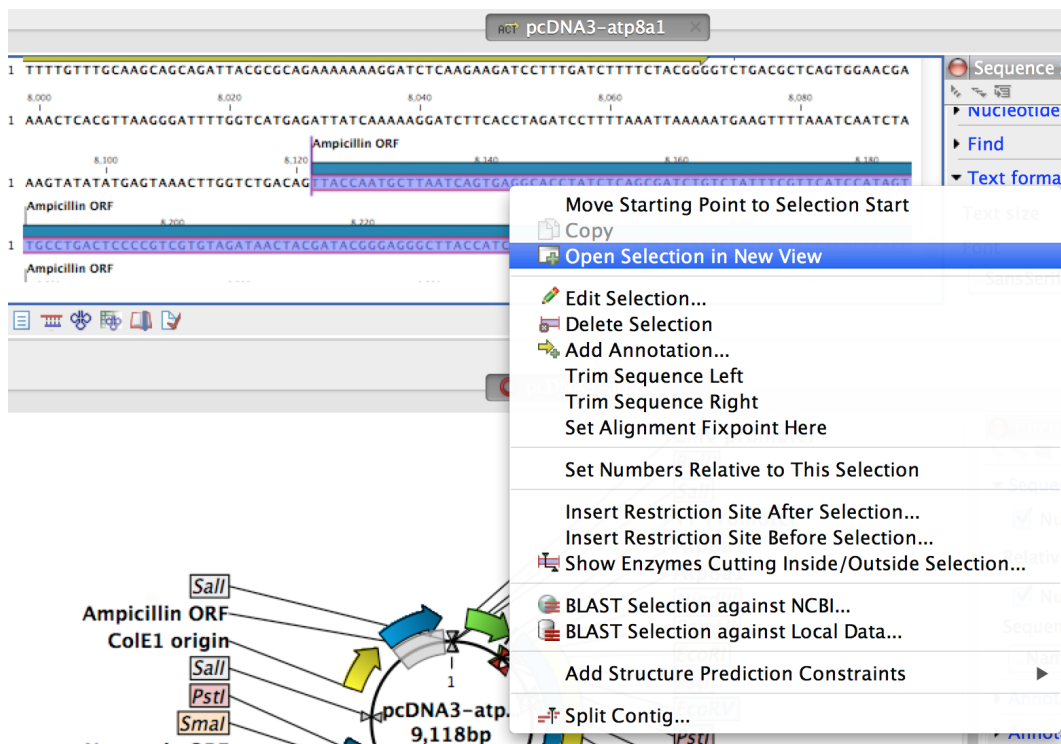 ACT pcDNA3-atp8a1
1 TTTTGTTTGCAAGCAGCAGATTACGCGCAGAAAAAAAGGATCTCAAGAAGATCCTTTGATCTTTTCTACGGGGTCTGACGCTCAGTGGAACGA
Sequence
8,000 8,020 8,040 8,060 8,080
1 AAACTCACGTTAAGGGATTTTGGTCATGAGATTATCAAAAAGGATCTTCACCTAGATCCTTTTAAATTAAAAATGAAGTTTTAAATCAATCTA
Nucleotide
Find
Ampicillin ORF
8,100 8,120 8,140 8,160 8,180
1 AAGTATATATGAGTAAACTTGGTCTGACAGTTACCAATGCTTAATCAGTGAGGCACCTATCTCAGCGATCTGTCTATTTCGTTCATCCATAGT
Text forma
Ampicillin ORF
8,200 8,220
1 TGCCTGACTCCCCGTCGTGTAGATAACTACGATACGGGAGGGCTTACCATC
Text size
Ampicillin ORF
Move Starting Point to Selection Start
Copy
Open Selection in New View
Edit Selection...
Delete Selection
Add Annotation...
Trim Sequence Left
Trim Sequence Right
Set Alignment Fixpoint Here
Set Numbers Relative to This Selection
Insert Restriction Site After Selection...
Insert Restriction Site Before Selection...
Show Enzymes Cutting Inside/Outside Selection...
BLAST Selection against NCBI...
BLAST Selection against Local Data...
Add Structure Prediction Constraints
Split Contig...
SalI
Ampicillin ORF
ColE1 origin
SalI
PstI
SmaI
1
pcDNA3-atp.
9,118bp
EcoRI
EcoRV
PstI